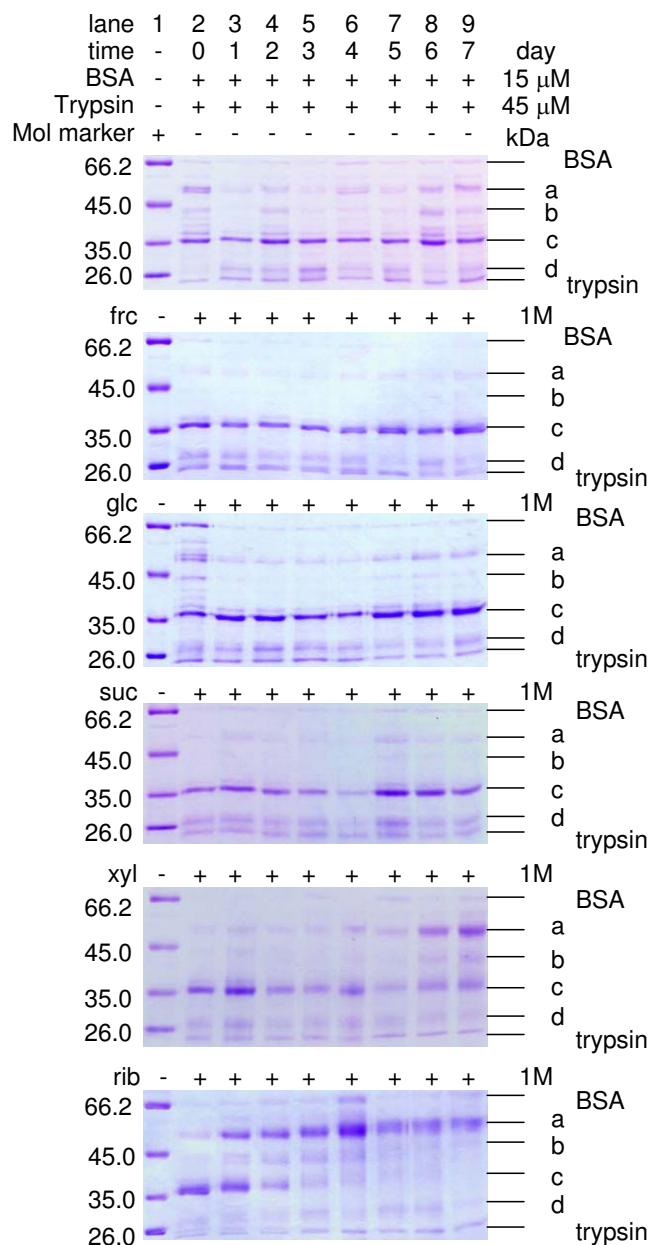 lane 1 2 3 4 5 6 7 8 9
time - 0 1 2 3 4 5 6 7 day
BSA - + + + + + + + + 15 μM
Trypsin - + + + + + + + + 45 μM
Mol marker + - - - - - - - - kDa
66.2 BSA
a
45.0 b
35.0 c
26.0 d
trypsin
frc - + + + + + + + + 1M
66.2 BSA
a
45.0 b
35.0 c
26.0 d
trypsin
glc - + + + + + + + + 1M
66.2 BSA
a
45.0 b
35.0 c
26.0 d
trypsin
suc - + + + + + + + + 1M
66.2 BSA
a
45.0 b
35.0 c
26.0 d
trypsin
xyl - + + + + + + + + 1M
66.2 BSA
a
45.0 b
35.0 c
26.0 d
trypsin
rib - + + + + + + + + 1M
66.2 BSA
a
45.0 b
35.0 c
26.0 d
trypsin